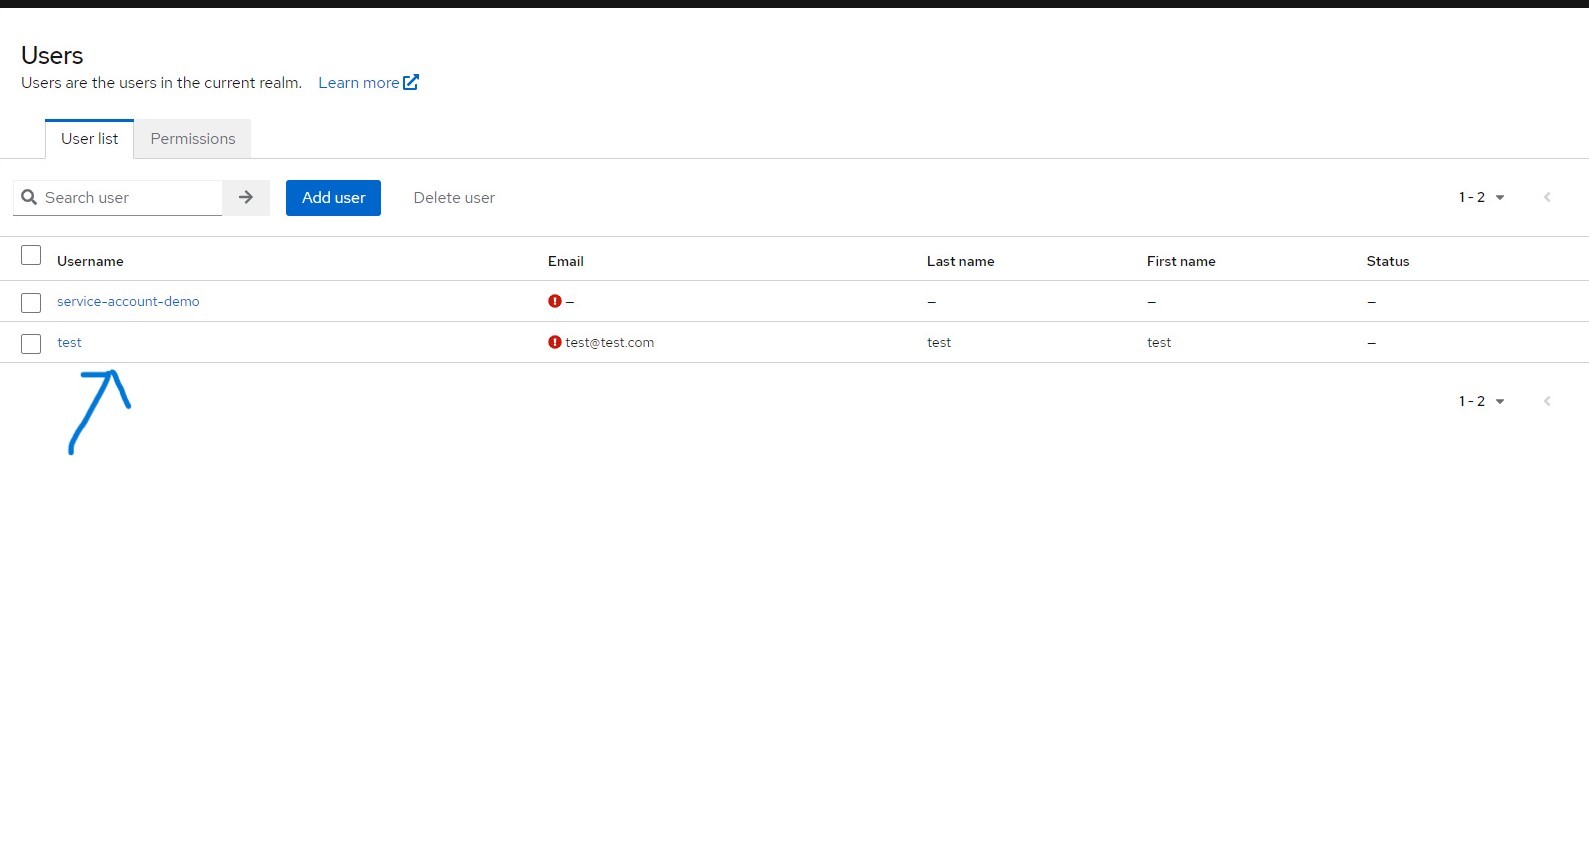 Users
Users are the users in the current realm. Learn more
User list Permissions
Search user Add user Delete user 1 - 2
Username Email Last name First name Status
service-account-demo – – – –
test test@test.com test test –
1 - 2